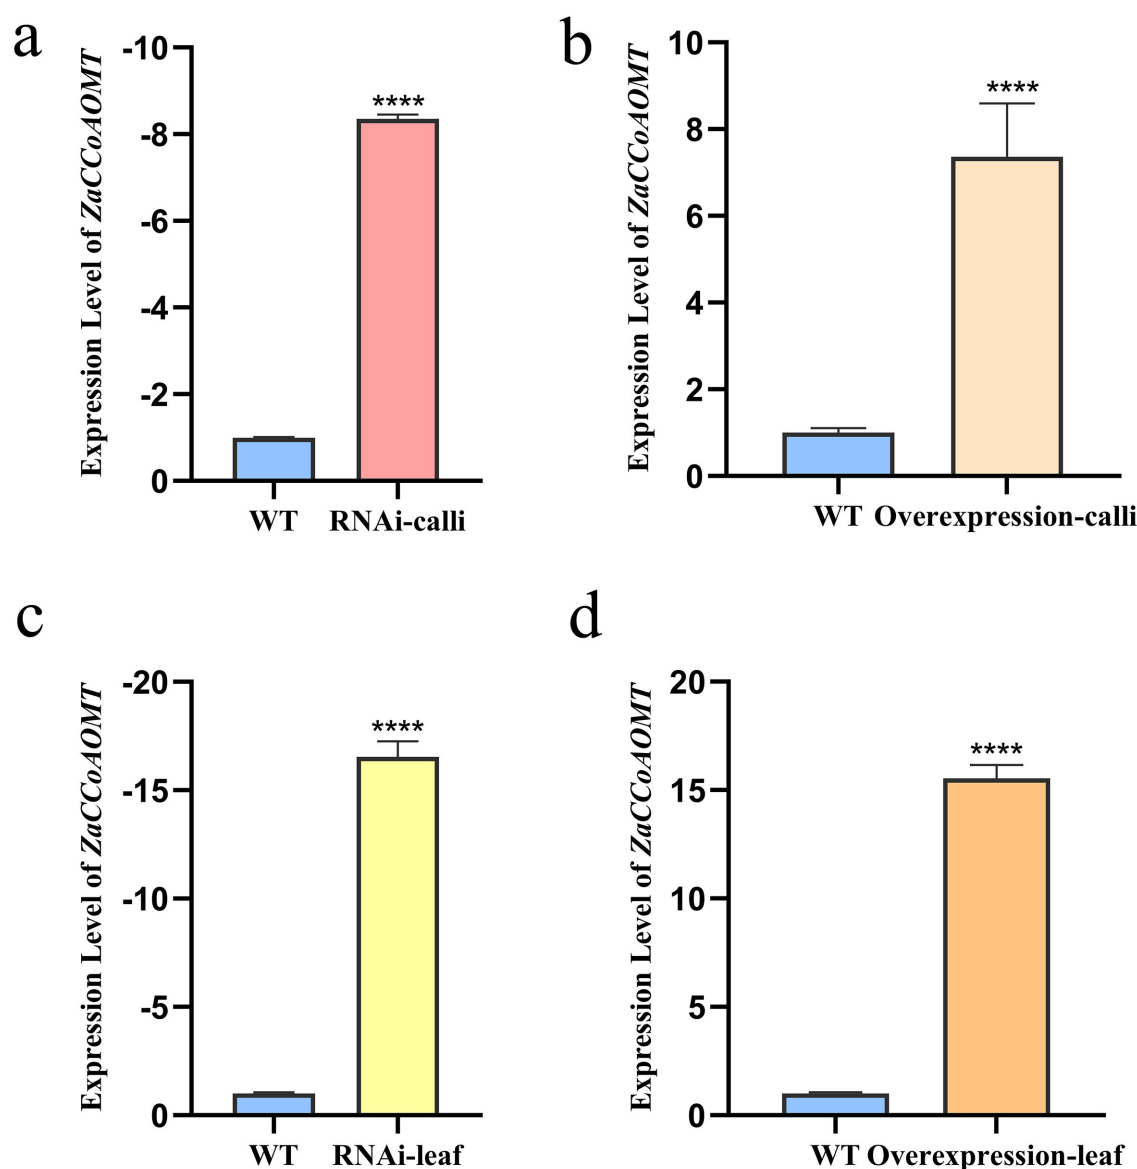 a
Expression Level of ZaCCoAOMT
-10
-8
-6
-4
-2
0
****
WT RNAi-calli
b
Expression Level of ZaCCoAOMT
10
8
6
4
2
0
****
WT Overexpression-calli
c
Expression Level of ZaCCoAOMT
-20
-15
-10
-5
0
****
WT RNAi-leaf
d
Expression Level of ZaCCoAOMT
20
15
10
5
0
****
WT Overexpression-leaf